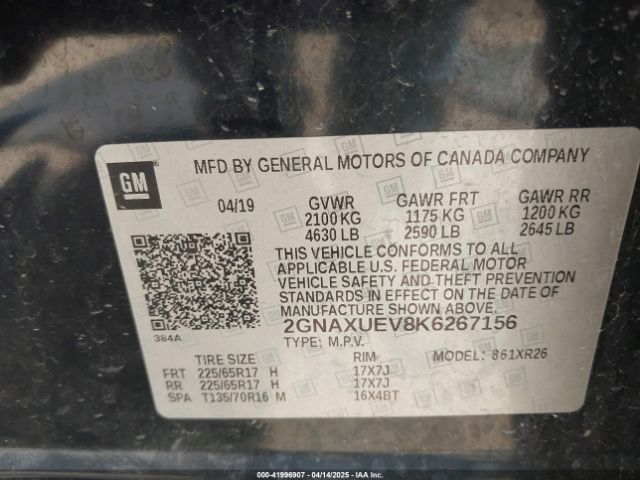 GM
MFD BY GENERAL MOTORS OF CANADA COMPANY
04/19 GVWR GAWR FRT GAWR RR
2100 KG 1175 KG 1200 KG
4630 LB 2590 LB 2645 LB
THIS VEHICLE CONFORMS TO ALL
APPLICABLE U.S. FEDERAL MOTOR
VEHICLE SAFETY AND THEFT PREVENTION
STANDARDS IN EFFECT ON THE DATE OF
MANUFACTURE SHOWN ABOVE.
384A
2GNAXUEV8K6267156
TYPE: M.P.V.
MODEL: 861XR26
TIRE SIZE RIM
FRT 225/65R17 H 17X7J
RR 225/65R17 H 17X7J
SPA T135/70R16 M 16X4BT
000-41996907 - 04/14/2025 - IAA Inc.